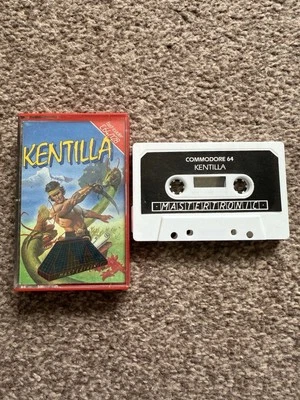 KENTILLA
COMMODORE 64
KENTILLA
MASTERTRONIC